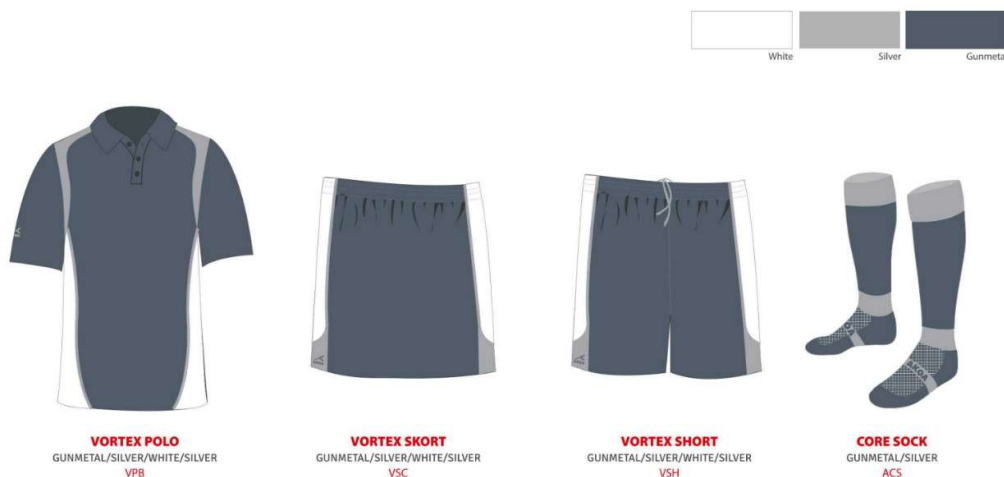 White
Silver
Gunmeta
VORTEX POLO
GUNMETAL/SILVER/WHITE/SILVER
VPB
VORTEX SKORT
GUNMETAL/SILVER/WHITE/SILVER
VSC
VORTEX SHORT
GUNMETAL/SILVER/WHITE/SILVER
VSH
CORE SOCK
GUNMETAL/SILVER
ACS